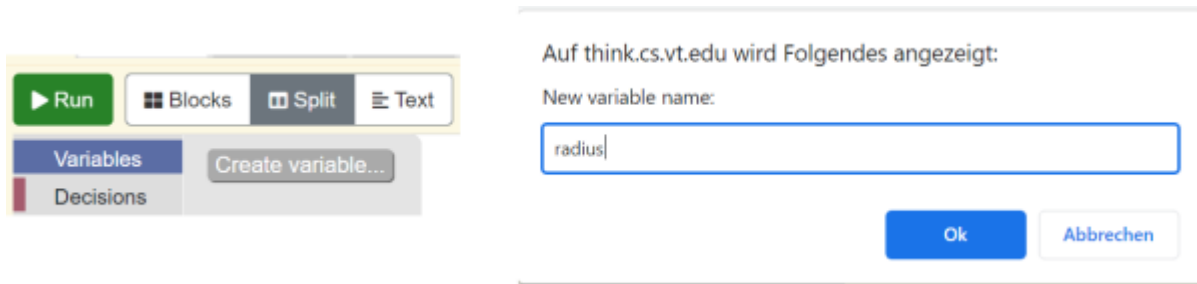 Run Blocks Split Text
Variables
Create variable...
Decisions
Auf think.cs.vt.edu wird Folgendes angezeigt:
New variable name:
radius
Ok Abbrechen